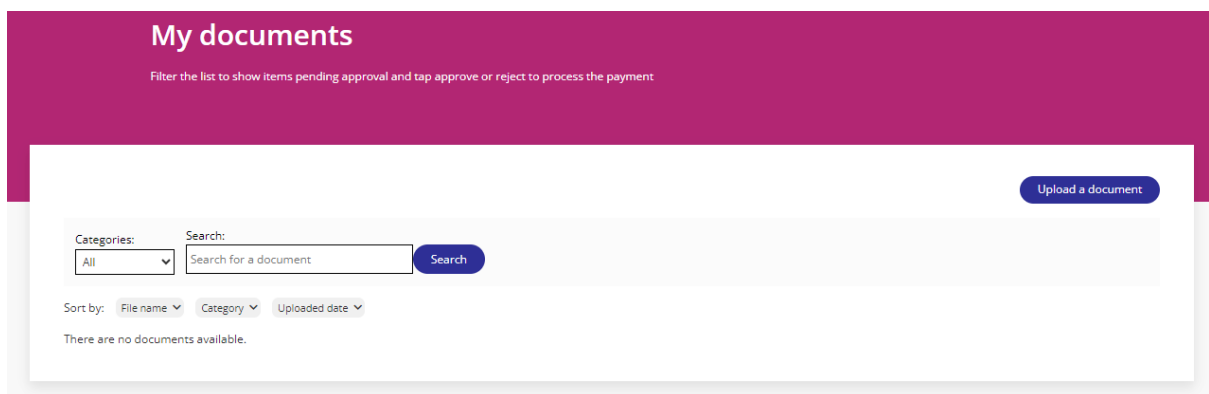 My documents
Filter the list to show items pending approval and tap approve or reject to process the payment
Upload a document
Categories:
All
Search:
Search for a document
Search
Sort by: File name Category Uploaded date
There are no documents available.